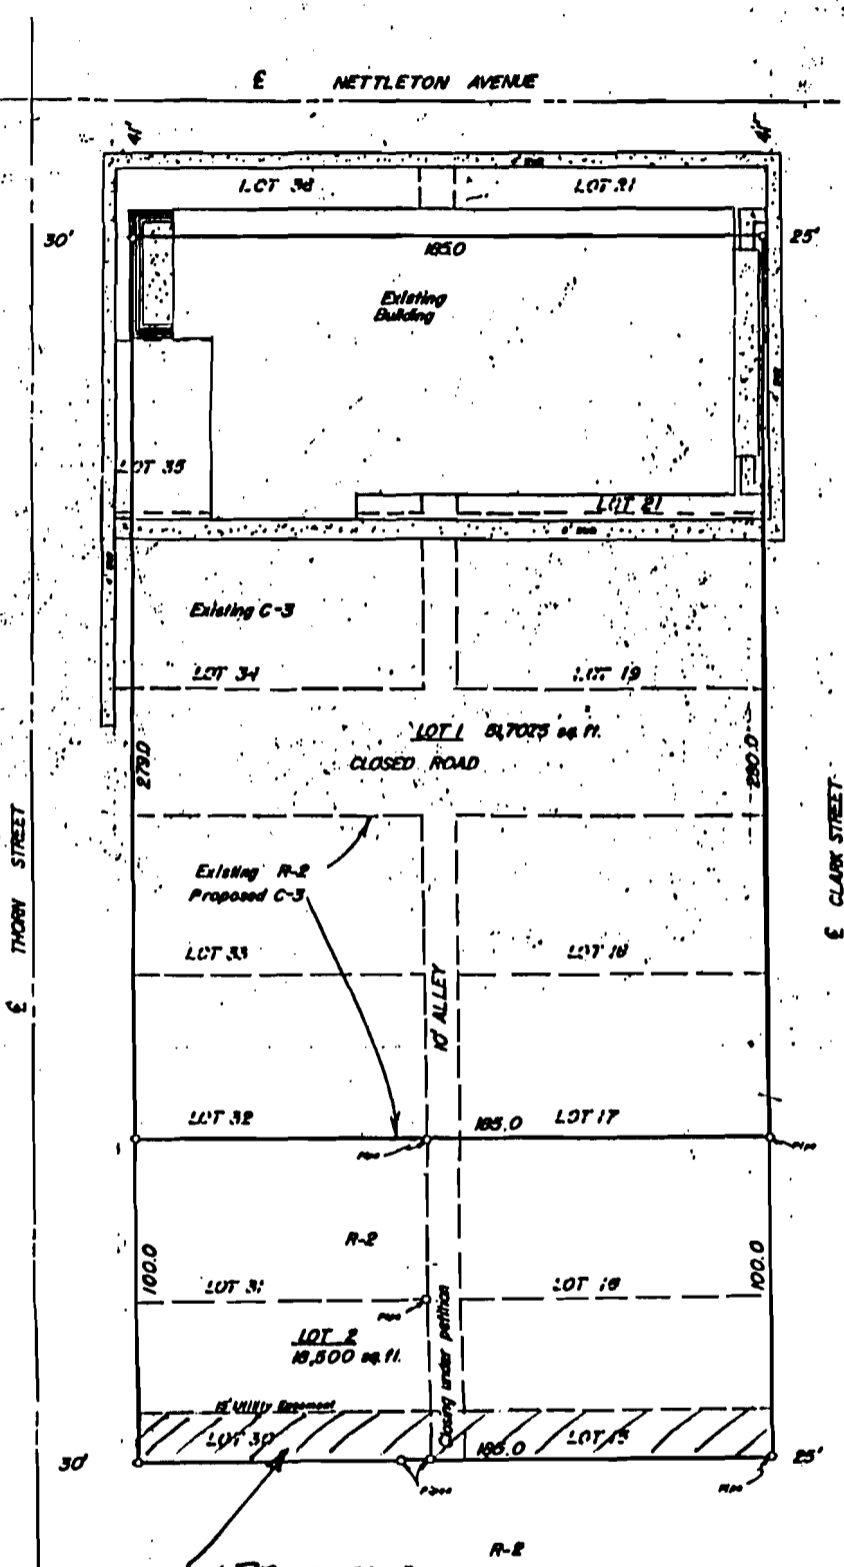 ℄ NETTLETON AVENUE
41' 41'
LOT 36 LOT 21
30' 185.0 25'
Existing
Building
LOT 35
LOT 21
Existing C-3
LOT 34 LOT 19
LOT 1 51,702.5 sq. ft.
CLOSED ROAD
279.0 280.0
℄ THORN STREET
℄ CLARK STREET
Existing R-2
Proposed C-3
LOT 33 LOT 18
10' ALLEY
LOT 32 185.0 LOT 17
Pipe Pipe
R-2
100.0 100.0
LOT 31 LOT 16
Pipe
LOT 2
18,500 sq. ft.
Closing under petition
15' Utility Easement
LOT 30 LOT 15
30' 185.0 25'
Pipes Pipe
R-2